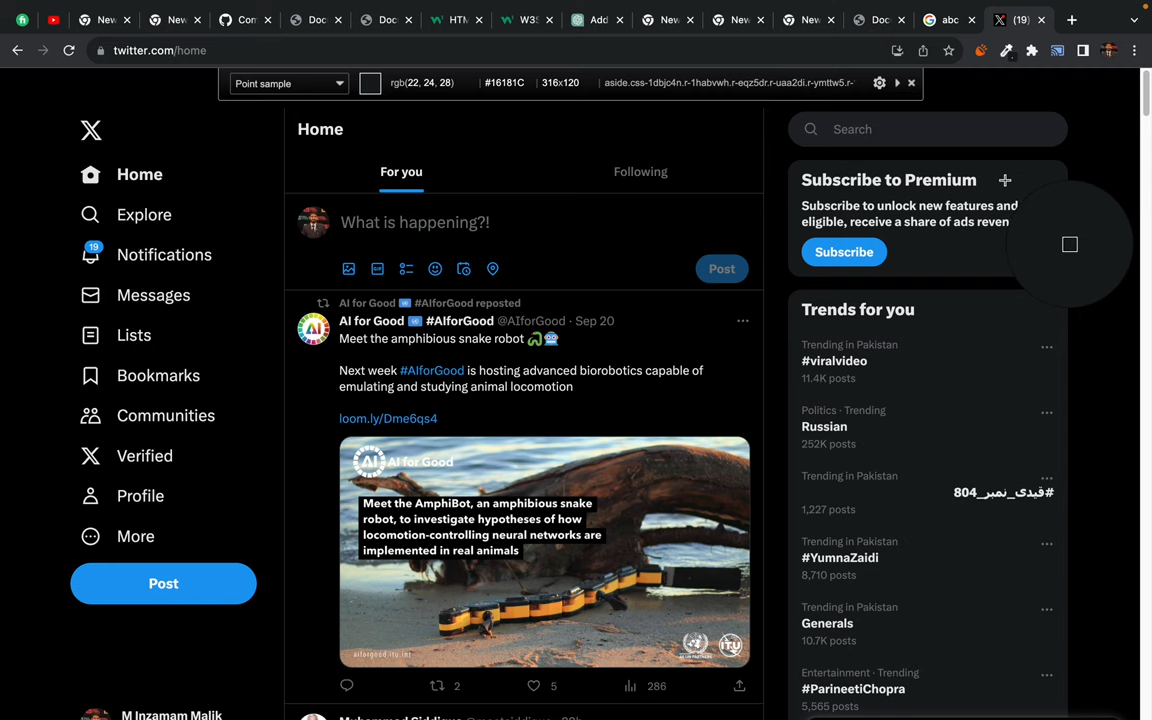 New
New
Com
Doc
Doc
HTM
W3S
Add
New
New
New
Doc
abc
(19)
twitter.com/home
Point sample
rgb(22, 24, 28)
#16181C
316x120
aside.css-1dbjc4n.r-1habvwh.r-eqz5dr.r-uaa2di.r-ymttw5.r-
Home
Explore
19
Notifications
Messages
Lists
Bookmarks
Communities
Verified
Profile
More
Post
M Inzamam Malik
Home
For you
Following
What is happening?!
GIF
Post
AI for Good #AIforGood reposted
AI for Good #AIforGood @AIforGood · Sep 20
Meet the amphibious snake robot
Next week #AIforGood is hosting advanced biorobotics capable of
emulating and studying animal locomotion
loom.ly/Dme6qs4
AI AI for Good
Meet the AmphiBot, an amphibious snake
robot, to investigate hypotheses of how
locomotion-controlling neural networks are
implemented in real animals
aiforgood.itu.int
ITU
2
5
286
Search
Subscribe to Premium
Subscribe to unlock new features and
eligible, receive a share of ads reven
Subscribe
Trends for you
Trending in Pakistan
#viralvideo
11.4K posts
Politics · Trending
Russian
252K posts
Trending in Pakistan
#قیدی_نمبر_804
1,227 posts
Trending in Pakistan
#YumnaZaidi
8,710 posts
Trending in Pakistan
Generals
10.7K posts
Entertainment · Trending
#ParineetiChopra
5,565 posts